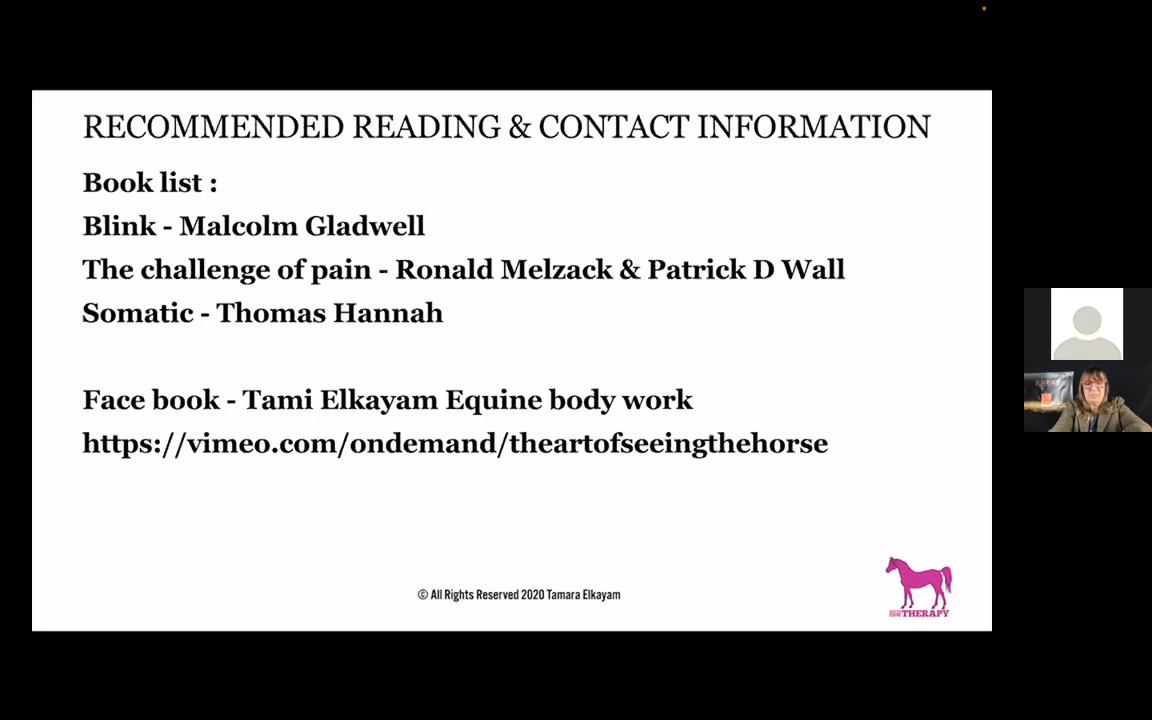 RECOMMENDED READING & CONTACT INFORMATION
Book list :
Blink - Malcolm Gladwell
The challenge of pain - Ronald Melzack & Patrick D Wall
Somatic - Thomas Hannah
Face book - Tami Elkayam Equine body work
https://vimeo.com/ondemand/theartofseeingthehorse
© All Rights Reserved 2020 Tamara Elkayam
THERAPY